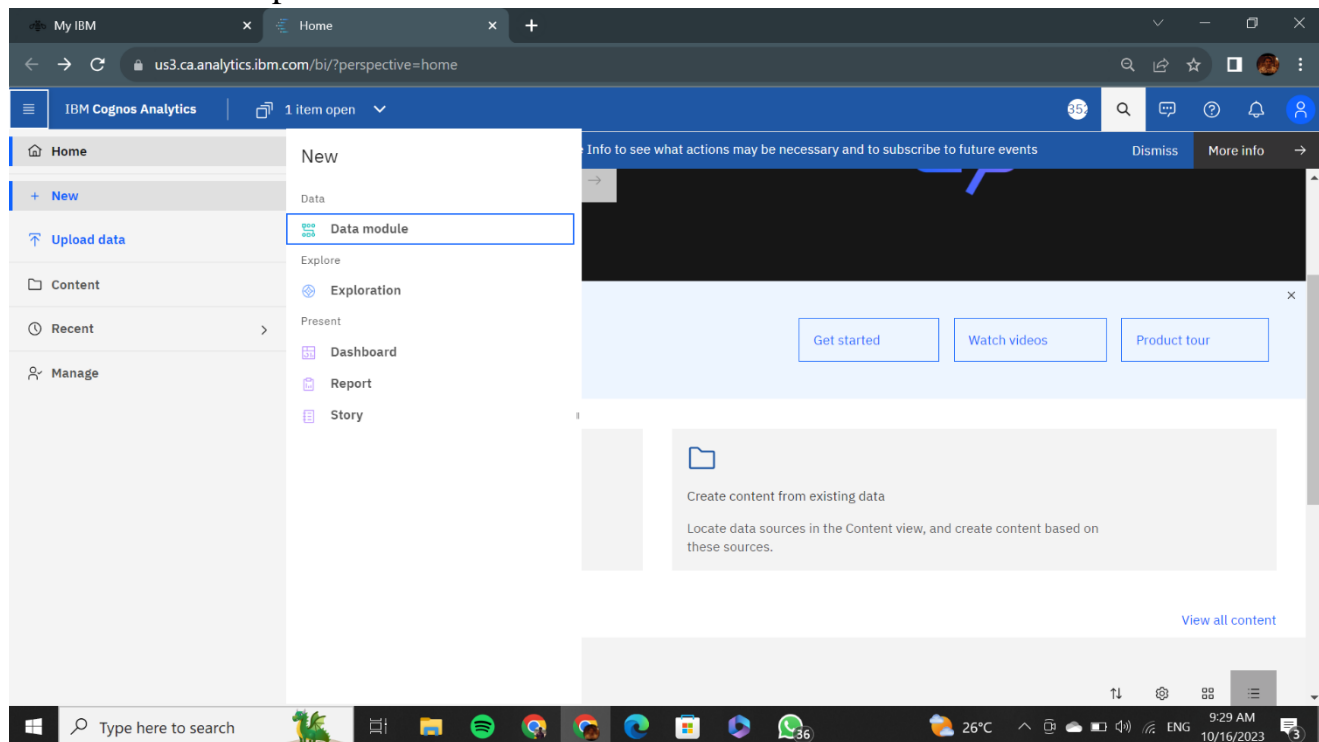 My IBM
Home
us3.ca.analytics.ibm.com/bi/?perspective=home
IBM Cognos Analytics
1 item open
Home
New
Info to see what actions may be necessary and to subscribe to future events
Dismiss
More info
+ New
Data
Upload data
Data module
Explore
Content
Exploration
Recent
Present
Get started
Watch videos
Product tour
Manage
Dashboard
Report
Story
Create content from existing data
Locate data sources in the Content view, and create content based on
these sources.
View all content
Type here to search
36
26°C
ENG
9:29 AM
10/16/2023
3